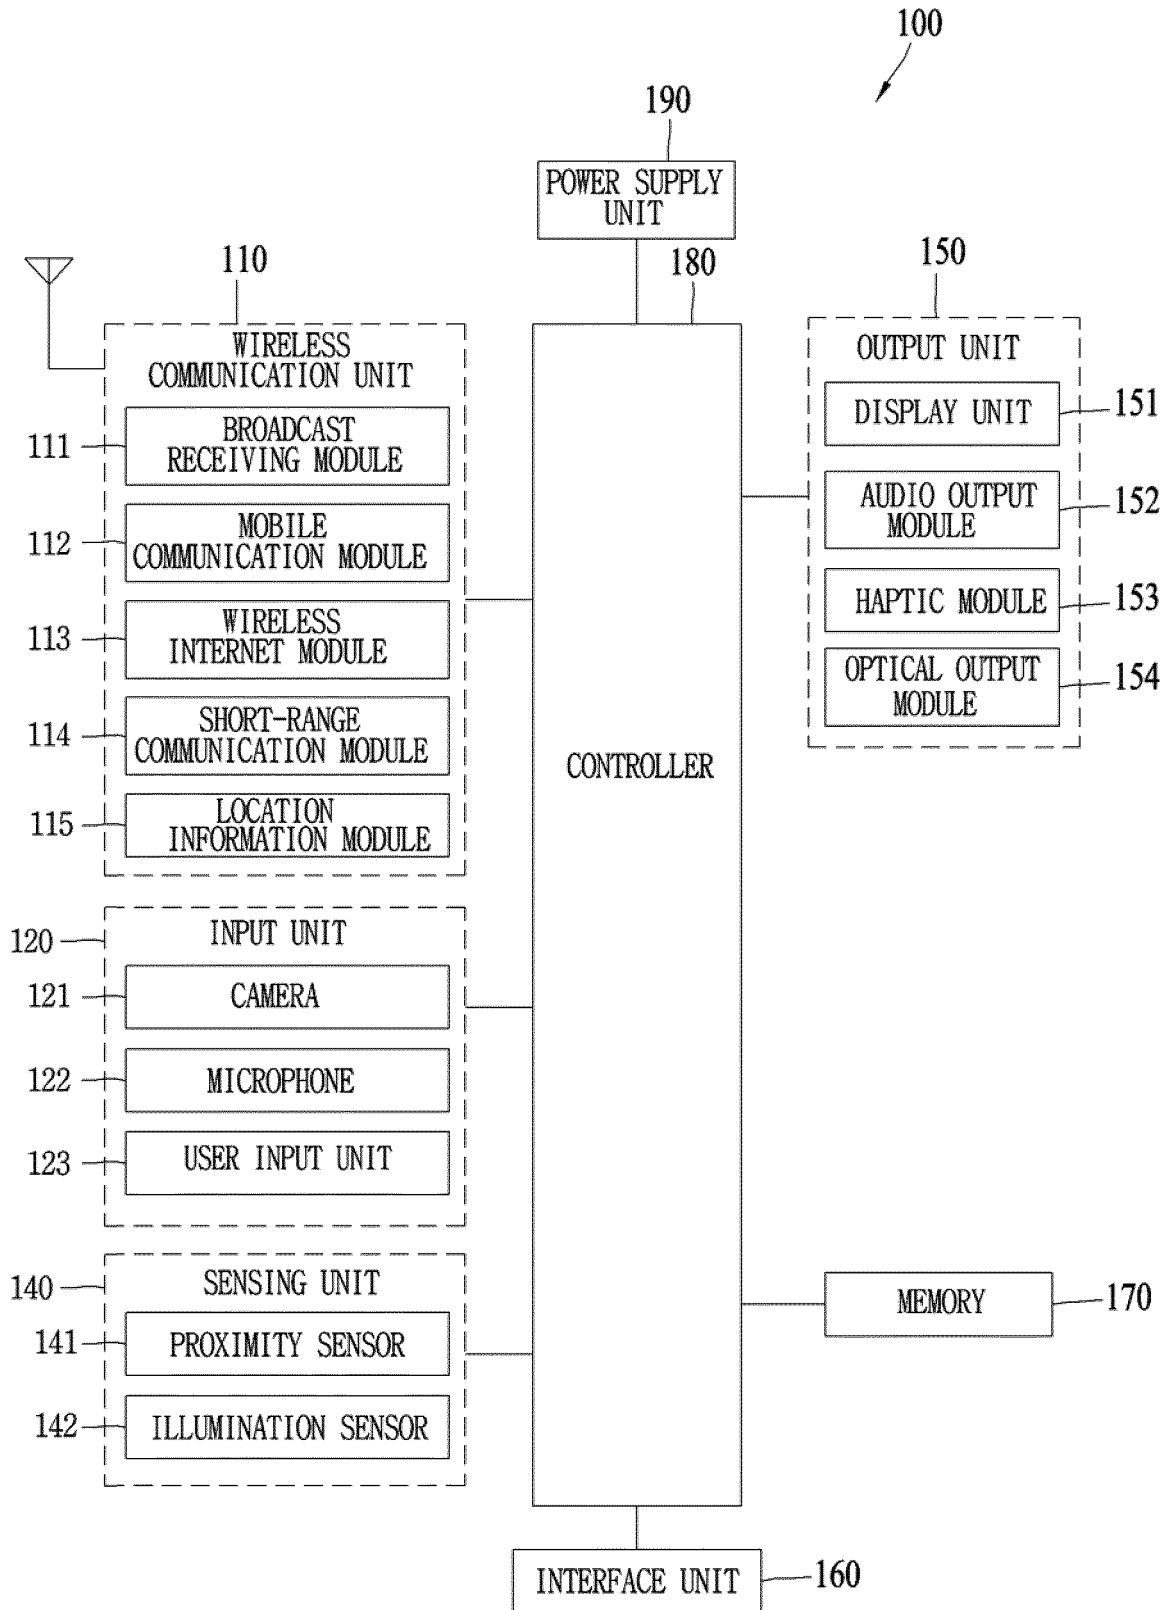 100
190
POWER SUPPLY
UNIT
110
180
150
WIRELESS
COMMUNICATION UNIT
111
BROADCAST
RECEIVING MODULE
112
MOBILE
COMMUNICATION MODULE
113
WIRELESS
INTERNET MODULE
114
SHORT-RANGE
COMMUNICATION MODULE
115
LOCATION
INFORMATION MODULE
120
INPUT UNIT
121
CAMERA
122
MICROPHONE
123
USER INPUT UNIT
140
SENSING UNIT
141
PROXIMITY SENSOR
142
ILLUMINATION SENSOR
CONTROLLER
OUTPUT UNIT
DISPLAY UNIT
151
AUDIO OUTPUT
MODULE
152
HAPTIC MODULE
153
OPTICAL OUTPUT
MODULE
154
MEMORY
170
INTERFACE UNIT
160